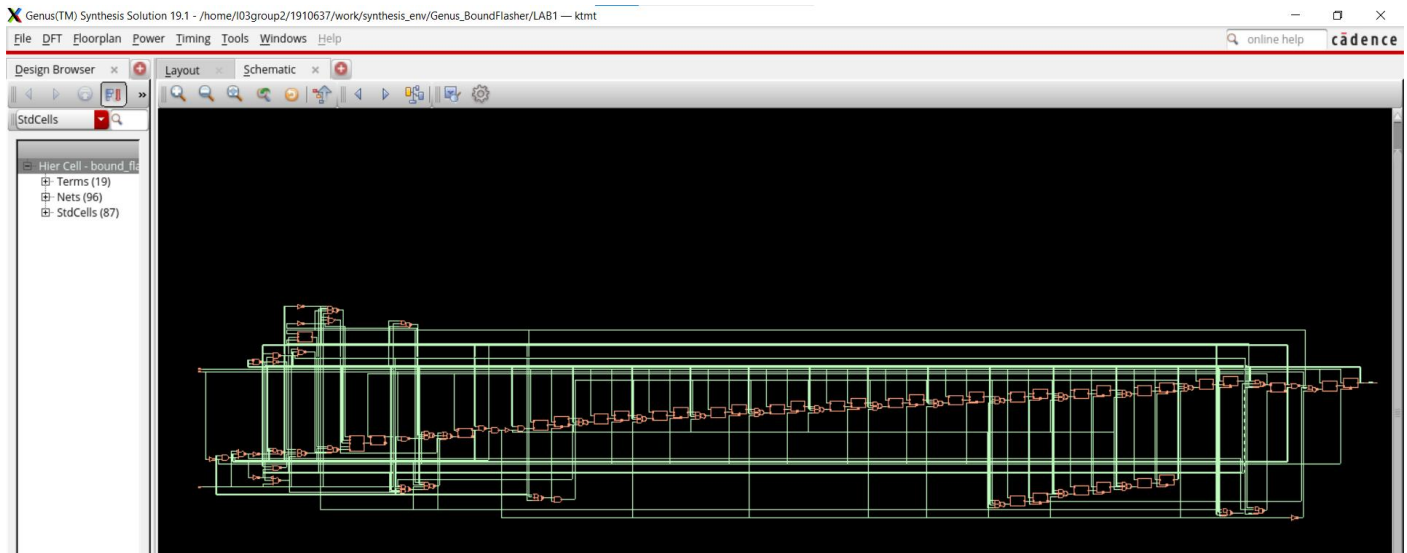 Genus(TM) Synthesis Solution 19.1 - /home/l03group2/1910637/work/synthesis_env/Genus_BoundFlasher/LAB1 — ktmt
File DFT Floorplan Power Timing Tools Windows Help
online help
cādence
Design Browser
Layout
Schematic
StdCells
Hier Cell - bound_fla
Terms (19)
Nets (96)
StdCells (87)